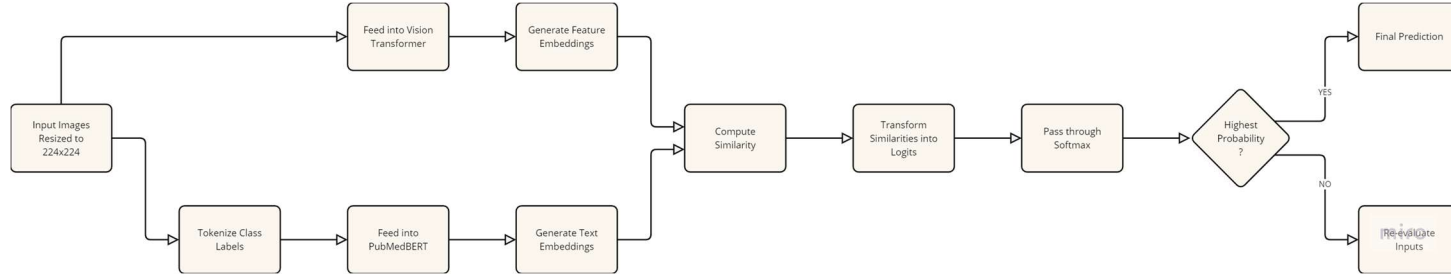 Input Images
Resized to
224x224
Feed into Vision
Transformer
Generate Feature
Embeddings
Tokenize Class
Labels
Feed into
PubMedBERT
Generate Text
Embeddings
Compute
Similarity
Transform
Similarities into
Logits
Pass through
Softmax
Highest
Probability
?
YES
Final Prediction
NO
Re-evaluate
Inputs
miro